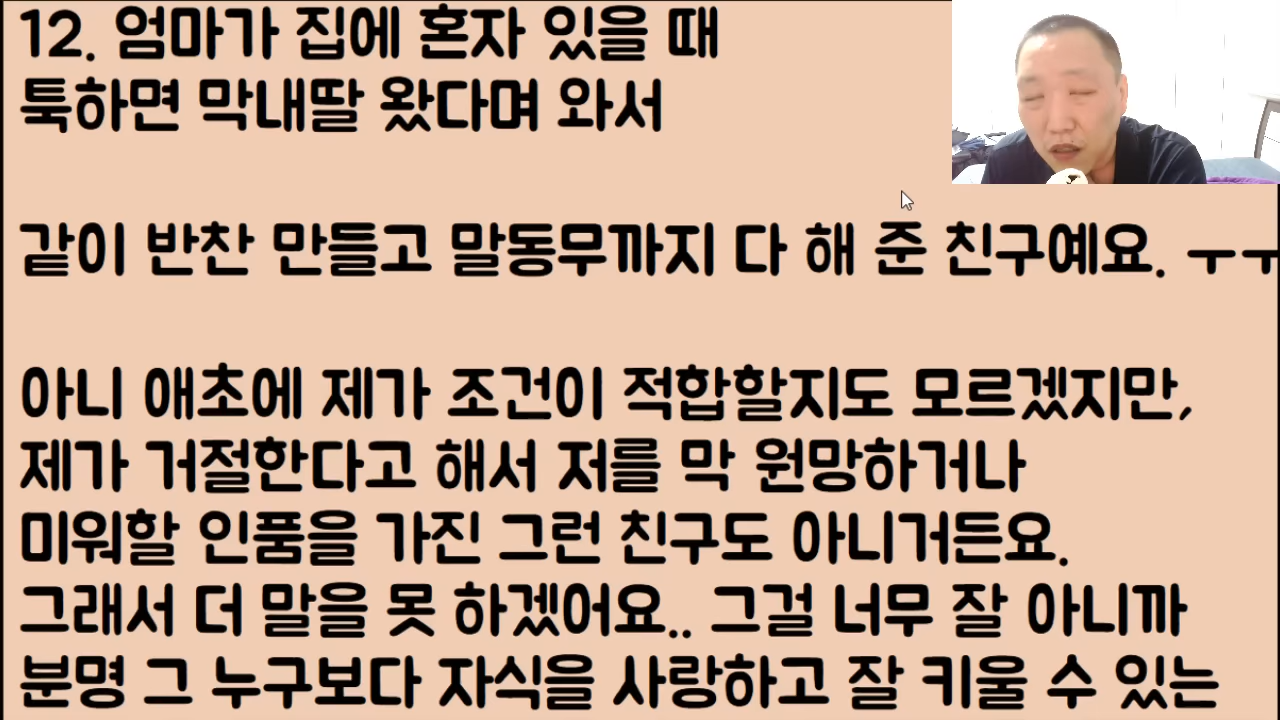 12. 엄마가 집에 혼자 있을 때
툭하면 막내딸 왔다며 와서
같이 반찬 만들고 말동무까지 다 해 준 친구예요. ㅜㅜ
아니 애초에 제가 조건이 적합할지도 모르겠지만,
제가 거절한다고 해서 저를 막 원망하거나
미워할 인품을 가진 그런 친구도 아니거든요.
그래서 더 말을 못 하겠어요.. 그걸 너무 잘 아니까
분명 그 누구보다 자식을 사랑하고 잘 키울 수 있는